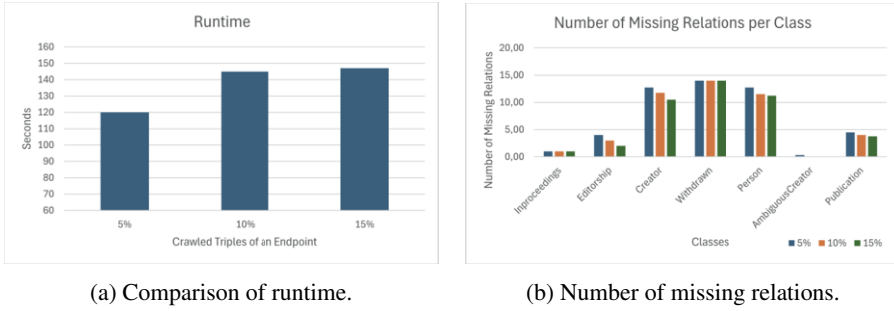 Runtime
160
150
140
130
120
110
100
90
80
70
60
Seconds
5% 10% 15%
Crawled Triples of an Endpoint
(a) Comparison of runtime.
Number of Missing Relations per Class
20,00
15,00
10,00
5,00
0,00
Number of Missing Relations
Inproceedings
Editorship
Creator
Withdrawn
Person
AmbiguousCreator
Publication
Classes
5% 10% 15%
(b) Number of missing relations.